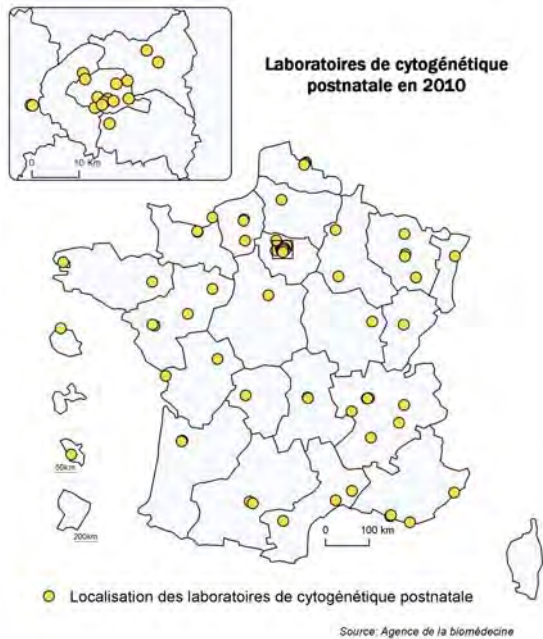 Laboratoires de cytogénétique
postnatale en 2010
0 10 Km
50km
200km
0 100 km
Localisation des laboratoires de cytogénétique postnatale
Source: Agence de la biomédecine